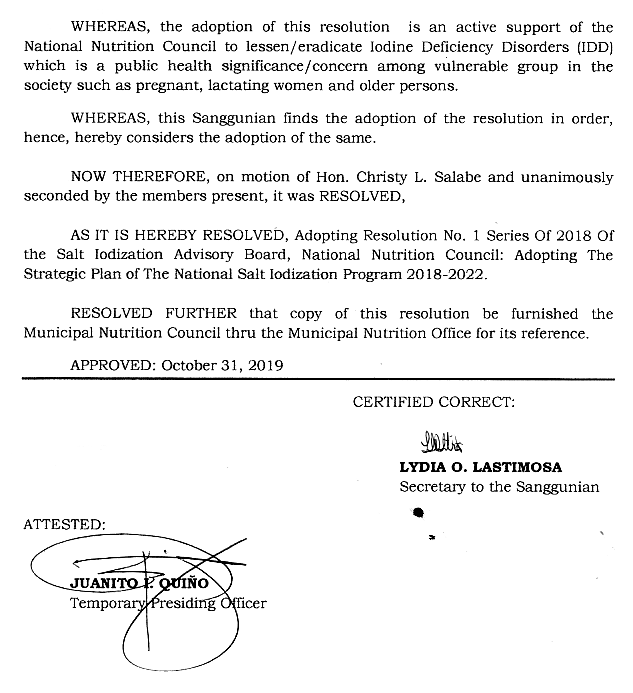 WHEREAS, the adoption of this resolution is an active support of the
National Nutrition Council to lessen/eradicate Iodine Deficiency Disorders (IDD)
which is a public health significance/concern among vulnerable group in the
society such as pregnant, lactating women and older persons.
WHEREAS, this Sanggunian finds the adoption of the resolution in order,
hence, hereby considers the adoption of the same.
NOW THEREFORE, on motion of Hon. Christy L. Salabe and unanimously
seconded by the members present, it was RESOLVED,
AS IT IS HEREBY RESOLVED, Adopting Resolution No. 1 Series Of 2018 Of
the Salt Iodization Advisory Board, National Nutrition Council: Adopting The
Strategic Plan of The National Salt Iodization Program 2018-2022.
RESOLVED FURTHER that copy of this resolution be furnished the
Municipal Nutrition Council thru the Municipal Nutrition Office for its reference.
APPROVED: October 31, 2019
CERTIFIED CORRECT:
LYDIA O. LASTIMOSA
Secretary to the Sanggunian
ATTESTED:
JUANITO P. QUIÑO
Temporary Presiding Officer